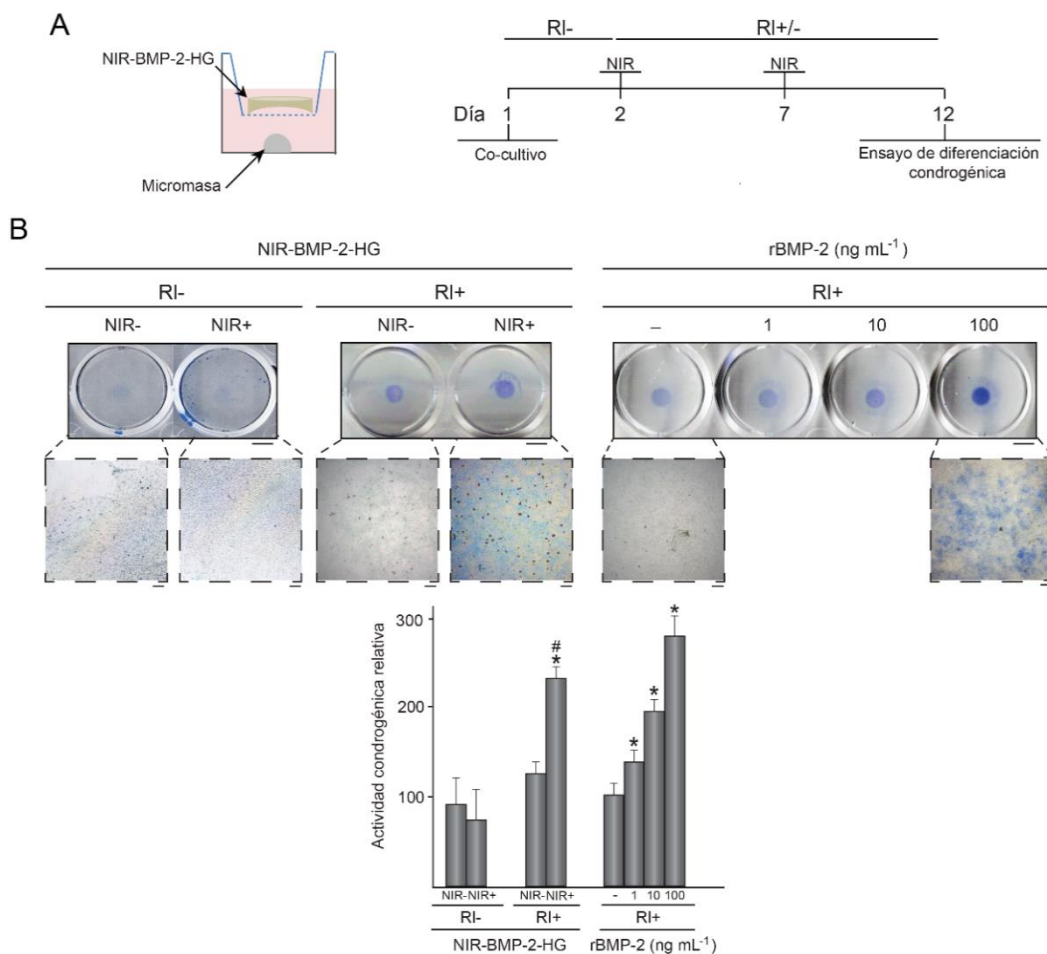 A
NIR-BMP-2-HG
Micromasa
RI- RI+/-
NIR NIR
Día 1 2 7 12
Co-cultivo
Ensayo de diferenciación
condrogénica
B
NIR-BMP-2-HG rBMP-2 (ng mL-1)
RI- RI+ RI+
NIR- NIR+ NIR- NIR+ – 1 10 100
Actividad condrogénica relativa
300
200
100
# 
* * * *
NIR- NIR+ NIR- NIR+ - 1 10 100
RI- RI+ RI+
NIR-BMP-2-HG rBMP-2 (ng mL-1)